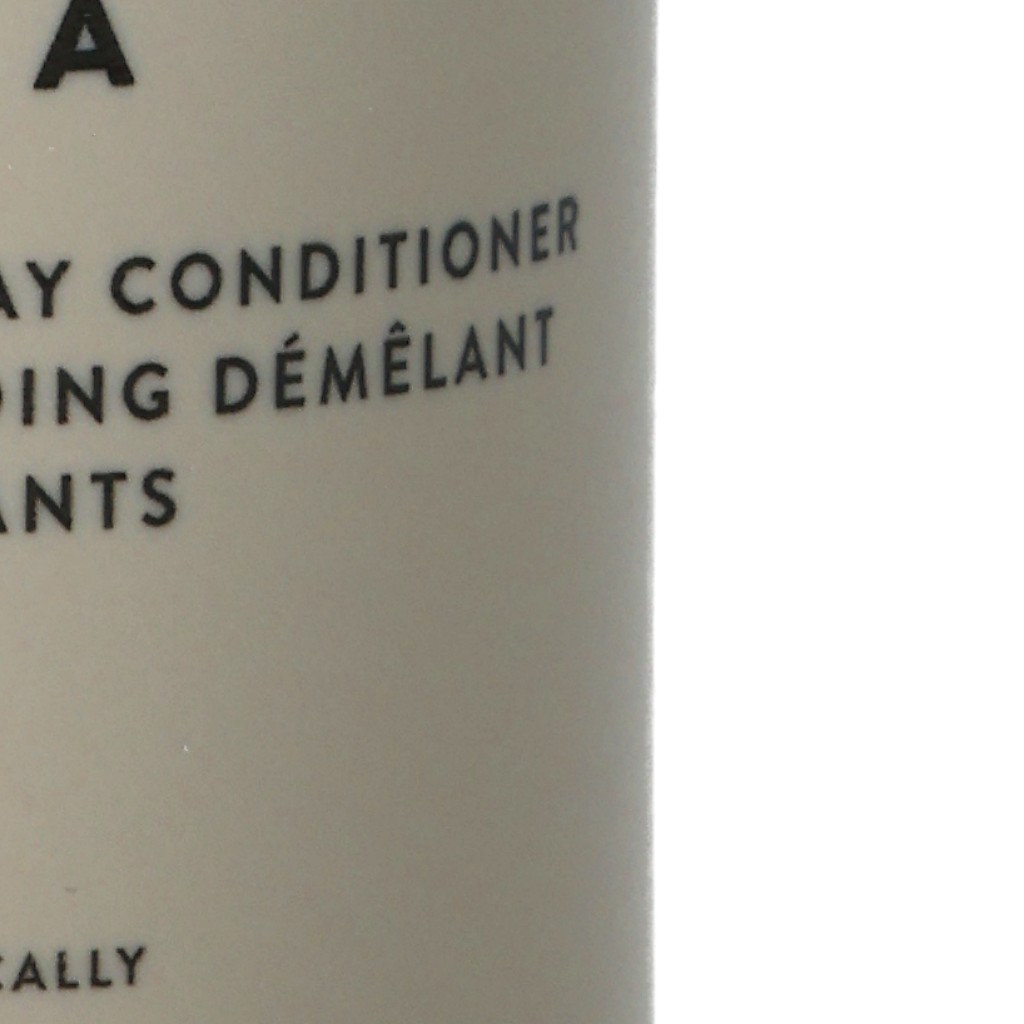 A
AY CONDITIONER
DING DÉMÊLANT
ANTS
CALLY